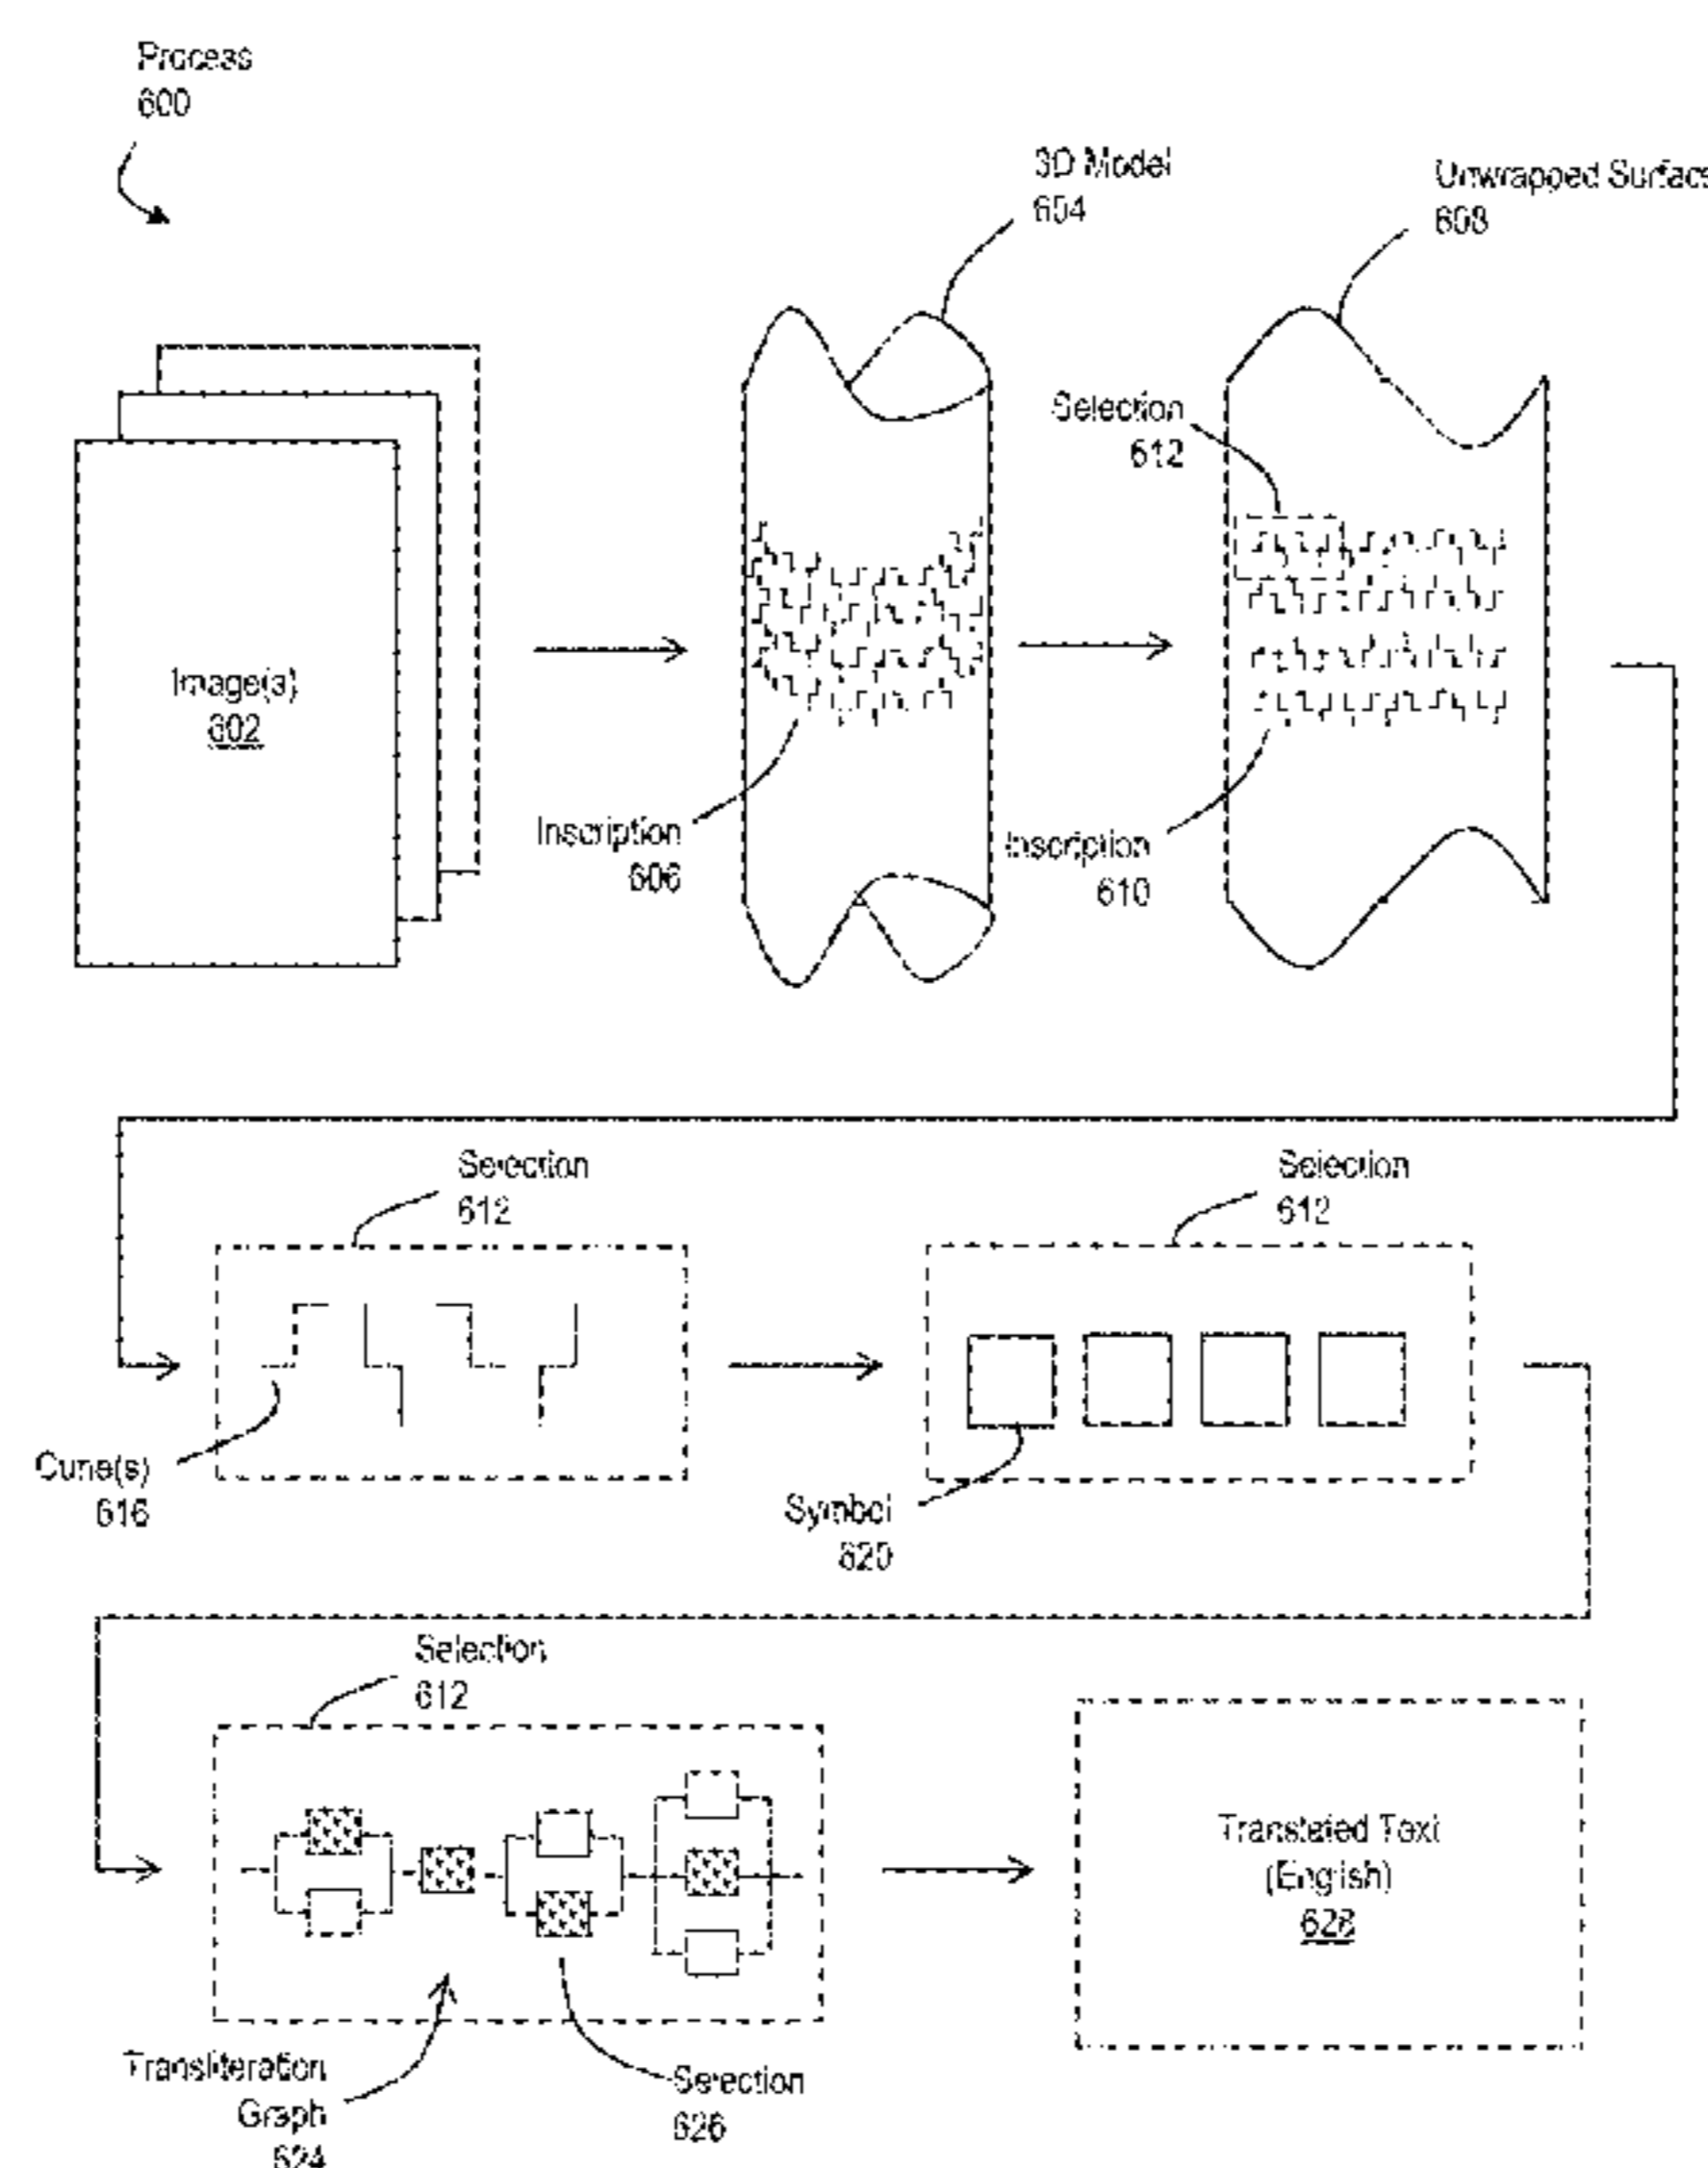 Process
600
3D Model
604
Unwrapped Surface
608
Selection
612
Image(s)
602
Inscription
606
Inscription
610
Selection
612
Selection
612
Cune(s)
616
Symbol
620
Selection
612
Translated Text
(English)
628
Transliteration
Graph
624
Selection
626